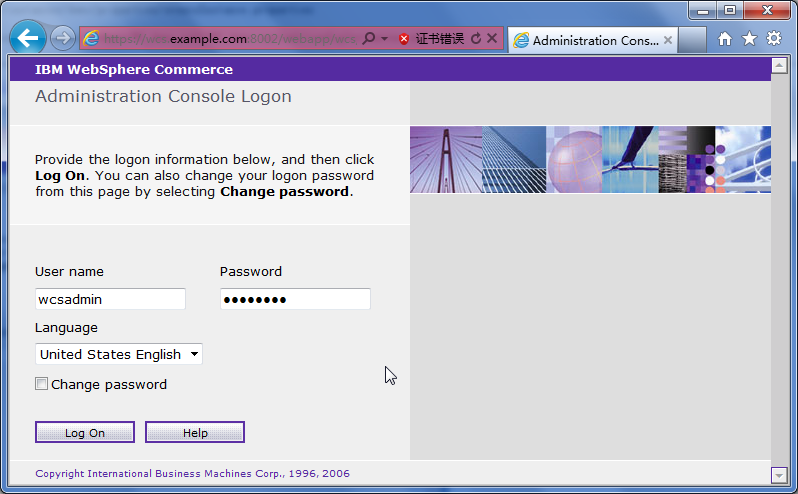 https://
example.com:8002/webapp/wcs
证书错误
Administration Cons...
IBM WebSphere Commerce
Administration Console Logon
Provide the logon information below, and then click
Log On. You can also change your logon password
from this page by selecting Change password.
User name
Password
wcsadmin
●●●●●●●●
Language
United States English
Change password
Log On
Help
Copyright International Business Machines Corp., 1996, 2006